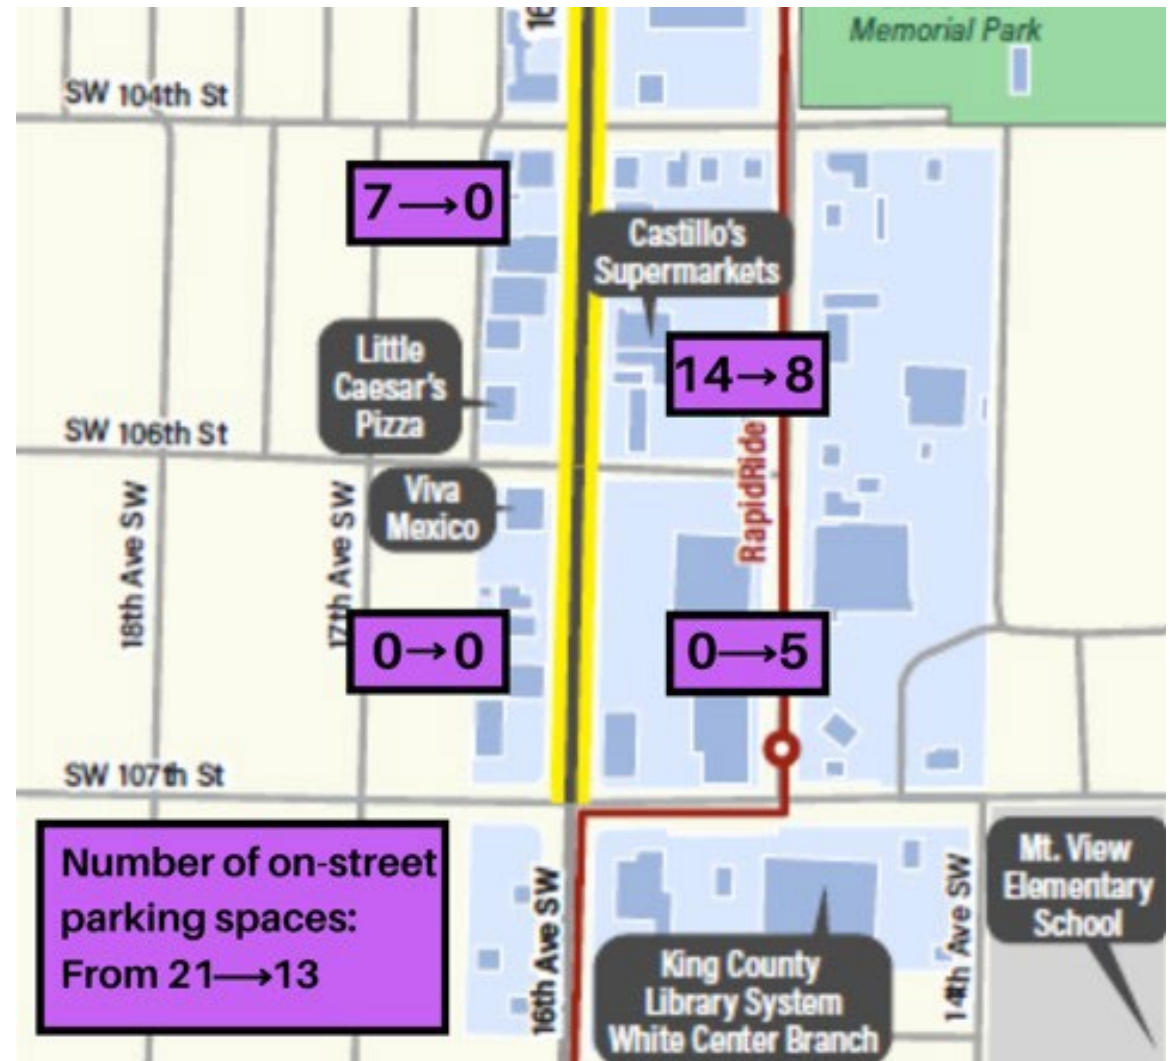 16
Memorial Park
SW 104th St
7→0
Castillo's
Supermarkets
14→8
Little
Caesar's
Pizza
SW 106th St
Viva
Mexico
RapidRide
18th Ave SW
17th Ave SW
0→0
0→5
SW 107th St
Number of on-street
parking spaces:
From 21→13
16th Ave SW
King County
Library System
White Center Branch
14th Ave SW
Mt. View
Elementary
School